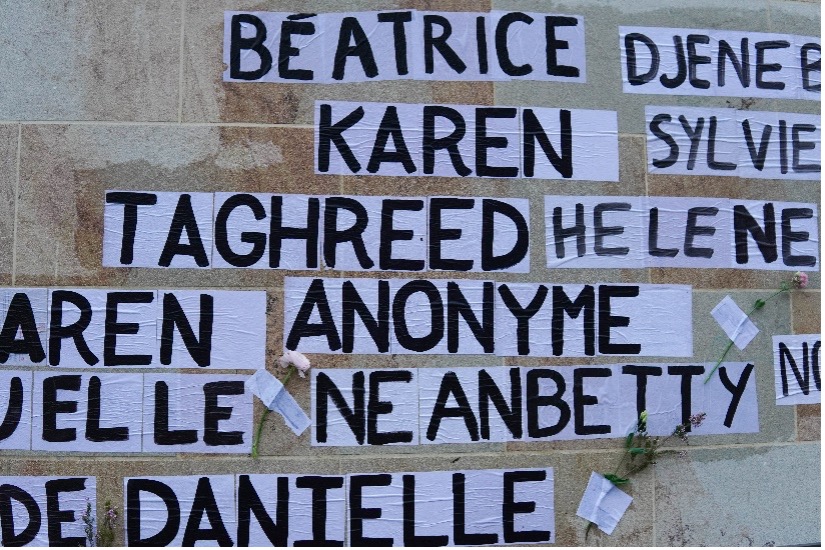 BÉATRICE DJENEB
KAREN SYLVIE
TAGHREED HELENE
AREN ANONYME
UELLE NEANBETTY NO
DE DANIELLE